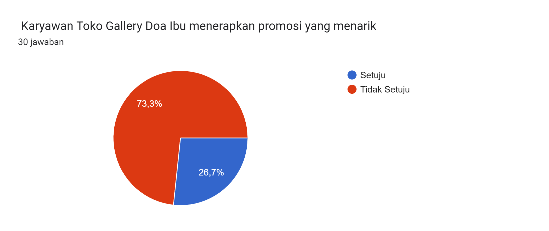 Karyawan Toko Gallery Doa Ibu menerapkan promosi yang menarik
30 jawaban
Setuju
Tidak Setuju
73,3%
26,7%